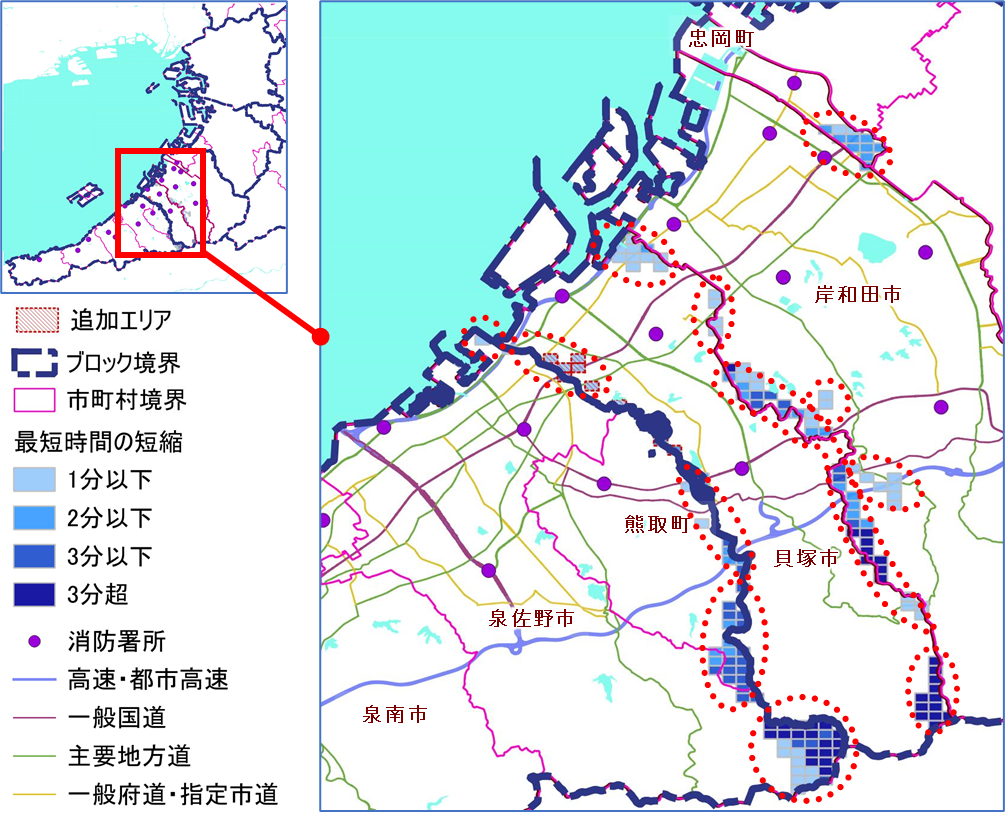 追加エリア
ブロック境界
市町村境界
最短時間の短縮
1分以下
2分以下
3分以下
3分超
消防署所
高速・都市高速
一般国道
主要地方道
一般府道・指定市道
忠岡町
岸和田市
熊取町
貝塚市
泉佐野市
泉南市